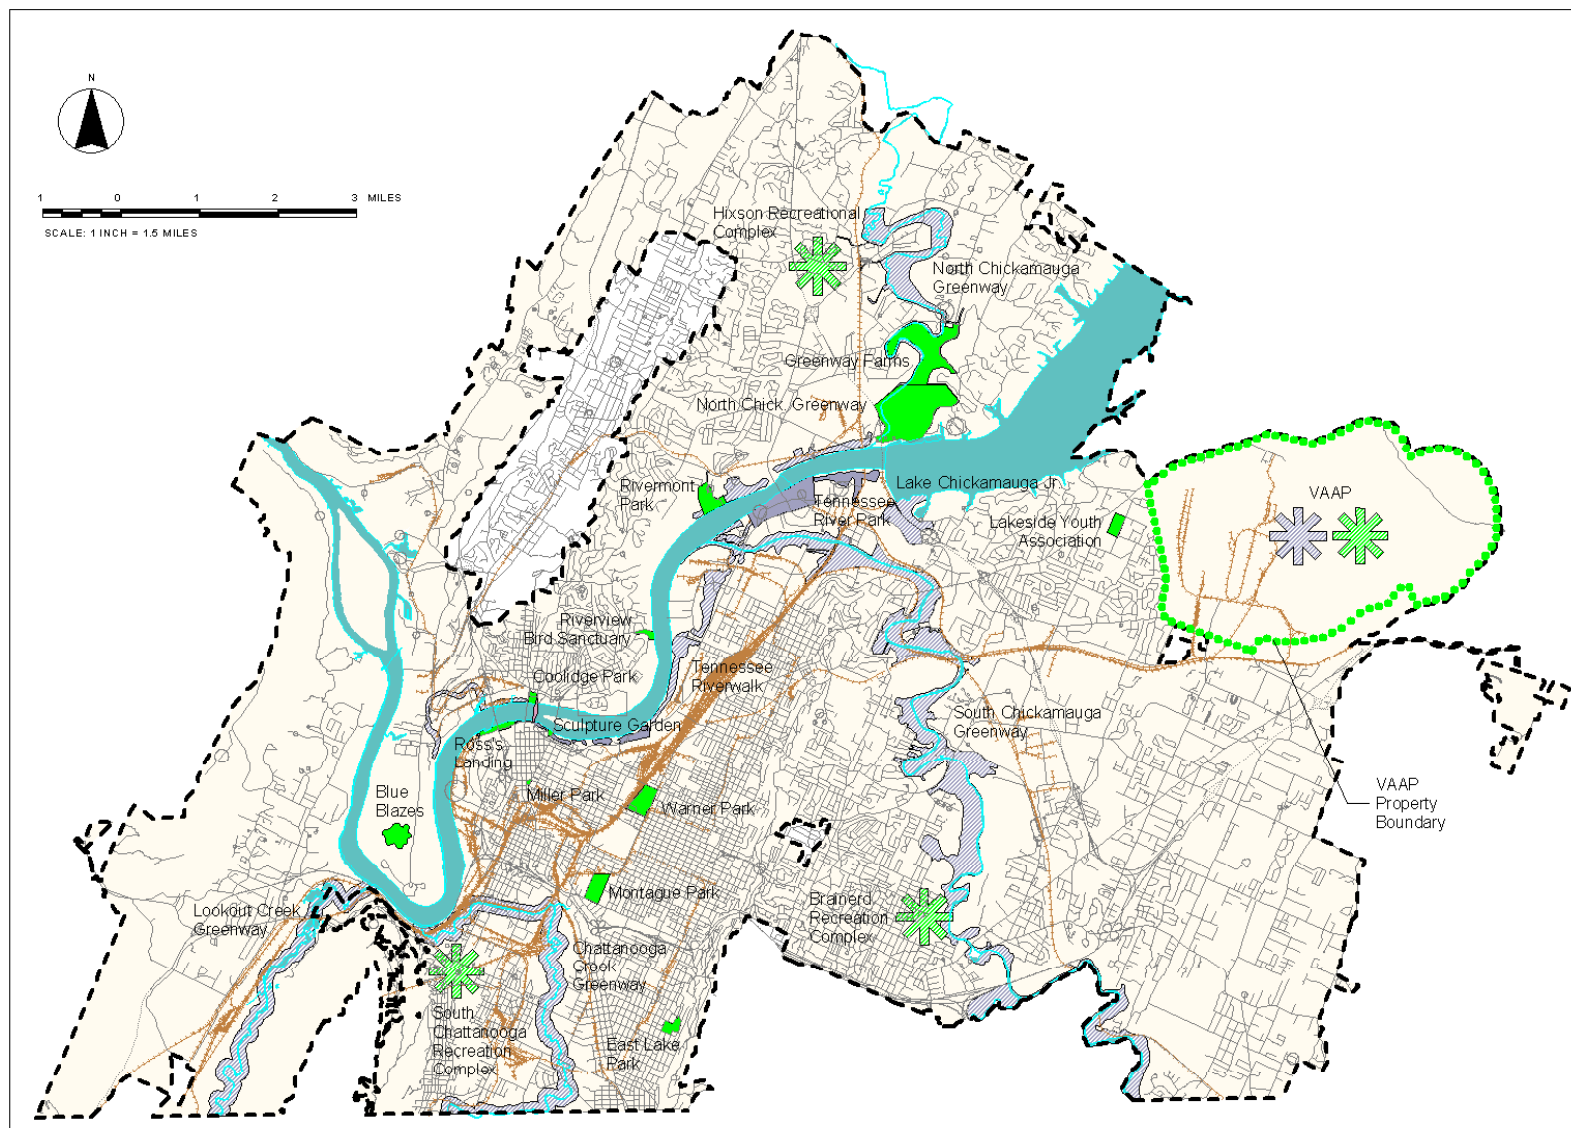 N
1 0 1 2 3 MILES
SCALE: 1 INCH = 1.5 MILES
Hixson Recreational
Complex
North Chickamauga
Greenway
Greenway Farms
North Chick. Greenway
Rivermont
Park
Lake Chickamauga Jr.
Tennessee
River Park
Lakeside Youth
Association
VAAP
Riverview
Bird Sanctuary
Coolidge Park
Tennessee
Riverwalk
Sculpture Garden
Ross's
Landing
South Chickamauga
Greenway
Blue
Blazes
Miller Park
Warner Park
VAAP
Property
Boundary
Montague Park
Brainerd
Recreation
Complex
Lookout Creek
Greenway
Chattanooga
Creek
Greenway
South
Chattanooga
Recreation
Complex
East Lake
Park